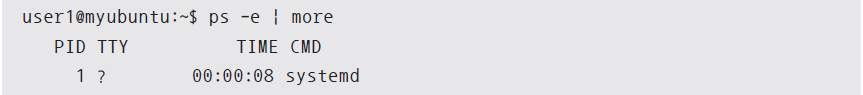 user1@myubuntu:~$ ps -e ¦ more
PID TTY TIME CMD
1 ? 00:00:08 systemd